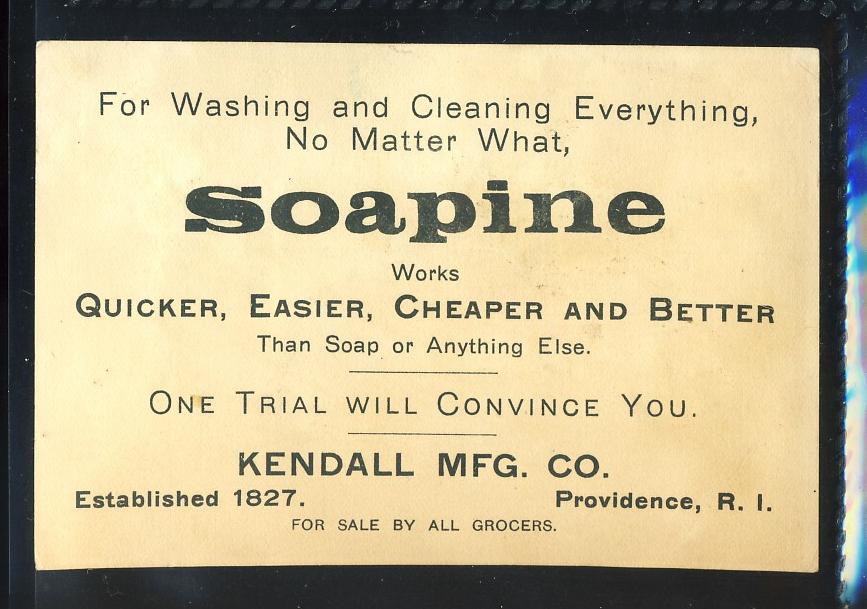 For Washing and Cleaning Everything,
No Matter What,
Soapine
Works
QUICKER, EASIER, CHEAPER AND BETTER
Than Soap or Anything Else.
ONE TRIAL WILL CONVINCE YOU.
KENDALL MFG. CO.
Established 1827. Providence, R. I.
FOR SALE BY ALL GROCERS.